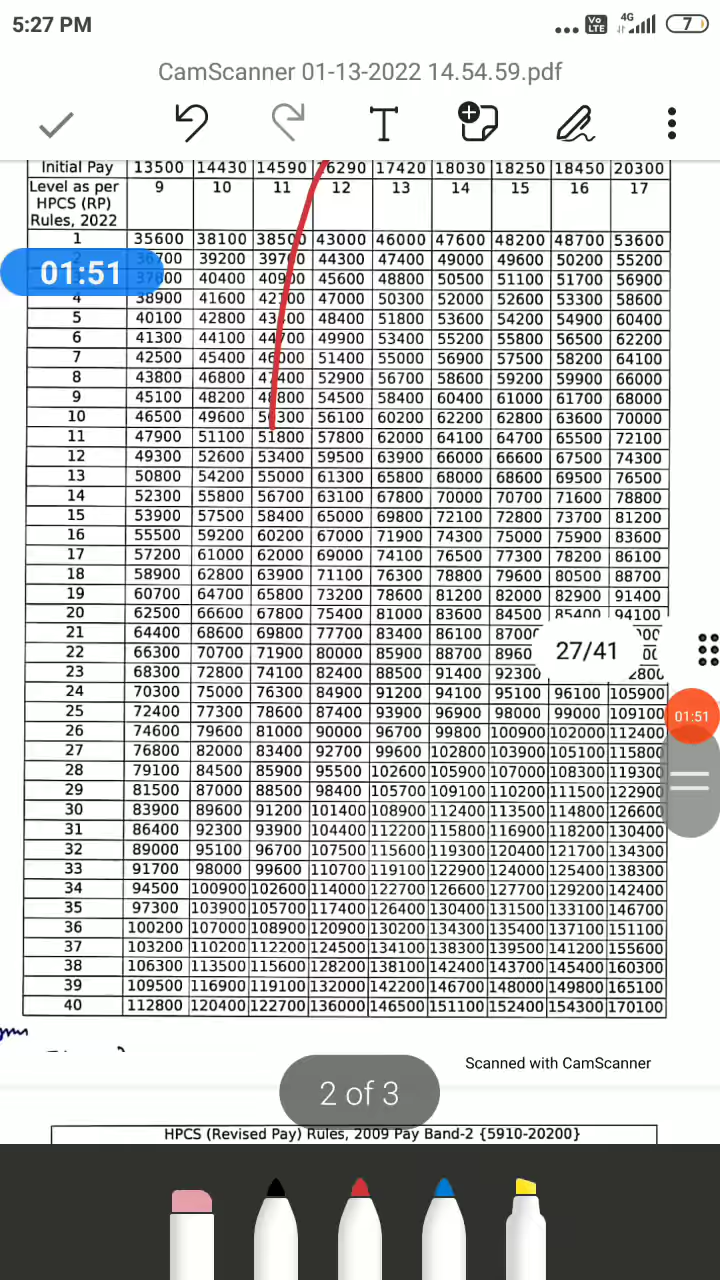 5:27 PM
Vo LTE 4G 7
CamScanner 01-13-2022 14.54.59.pdf
T
Initial Pay 13500 14430 14590 16290 17420 18030 18250 18450 20300
Level as per HPCS (RP) Rules, 2022 9 10 11 12 13 14 15 16 17
1 35600 38100 38500 43000 46000 47600 48200 48700 53600
01:51
39200 44300 47400 49000 49600 50200 55200
40400 40900 45600 48800 50500 51100 51700 56900
4 38900 41600 47000 50300 52000 52600 53300 58600
5 40100 42800 48400 51800 53600 54200 54900 60400
6 41300 44100 44700 49900 53400 55200 55800 56500 62200
7 42500 45400 46000 51400 55000 56900 57500 58200 64100
8 43800 46800 47400 52900 56700 58600 59200 59900 66000
9 45100 48200 48800 54500 58400 60400 61000 61700 68000
10 46500 49600 56100 60200 62200 62800 63600 70000
11 47900 51100 51800 57800 62000 64100 64700 65500 72100
12 49300 52600 53400 59500 63900 66000 66600 67500 74300
13 50800 54200 55000 61300 65800 68000 68600 69500 76500
14 52300 55800 56700 63100 67800 70000 70700 71600 78800
15 53900 57500 58400 65000 69800 72100 72800 73700 81200
16 55500 59200 60200 67000 71900 74300 75000 75900 83600
17 57200 61000 62000 69000 74100 76500 77300 78200 86100
18 58900 62800 63900 71100 76300 78800 79600 80500 88700
19 60700 64700 65800 73200 78600 81200 82000 82900 91400
20 62500 66600 67800 75400 81000 83600 84500 85400 94100
21 64400 68600 69800 77700 83400 86100 8700
22 66300 70700 71900 80000 85900 88700 8960
27/41
23 68300 72800 74100 82400 88500 91400 92300 2800
24 70300 75000 76300 84900 91200 94100 95100 96100 105900
25 72400 77300 78600 87400 93900 96900 98000 99000 109100
01:51
26 74600 79600 81000 90000 96700 99800 100900 102000 112400
27 76800 82000 83400 92700 99600 102800 103900 105100 115800
28 79100 84500 85900 95500 102600 105900 107000 108300 119300
29 81500 87000 88500 98400 105700 109100 110200 111500 122900
30 83900 89600 91200 101400 108900 112400 113500 114800 126600
31 86400 92300 93900 104400 112200 115800 116900 118200 130400
32 89000 95100 96700 107500 115600 119300 120400 121700 134300
33 91700 98000 99600 110700 119100 122900 124000 125400 138300
34 94500 100900 102600 114000 122700 126600 127700 129200 142400
35 97300 103900 105700 117400 126400 130400 131500 133100 146700
36 100200 107000 108900 120900 130200 134300 135400 137100 151100
37 103200 110200 112200 124500 134100 138300 139500 141200 155600
38 106300 113500 115600 128200 138100 142400 143700 145400 160300
39 109500 116900 119100 132000 142200 146700 148000 149800 165100
40 112800 120400 122700 136000 146500 151100 152400 154300 170100
Scanned with CamScanner
2 of 3
HPCS (Revised Pay) Rules, 2009 Pay Band-2 {5910-20200}